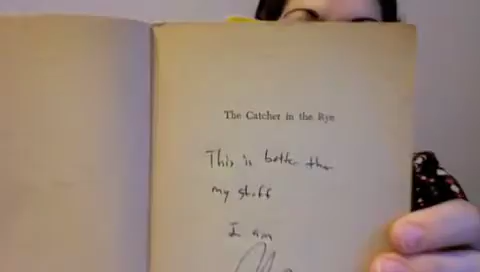 The Catcher in the Rye
This is better than
my stuff
I am